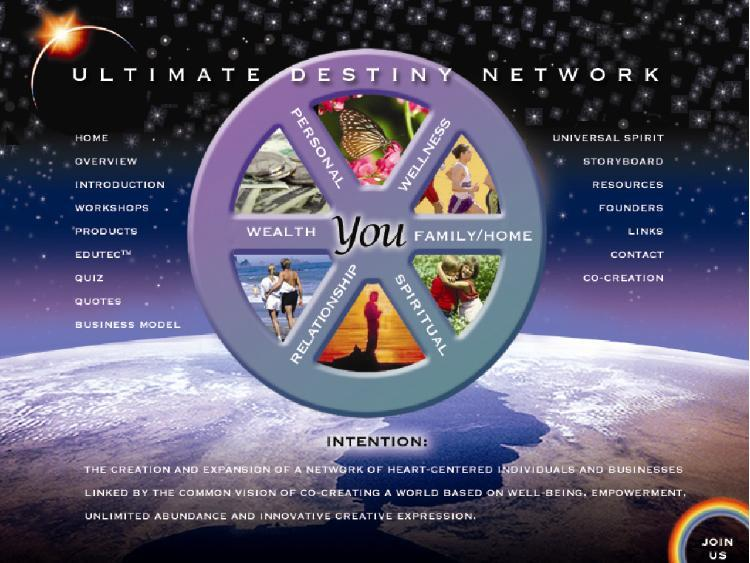 ULTIMATE DESTINY NETWORK
HOME
OVERVIEW
INTRODUCTION
WORKSHOPS
PRODUCTS
EDUTEC™
QUIZ
QUOTES
BUSINESS MODEL
PERSONAL
WELLNESS
WEALTH
You
FAMILY/HOME
RELATIONSHIP
SPIRITUAL
UNIVERSAL SPIRIT
STORYBOARD
RESOURCES
FOUNDERS
LINKS
CONTACT
CO-CREATION
INTENTION:
THE CREATION AND EXPANSION OF A NETWORK OF HEART-CENTERED INDIVIDUALS AND BUSINESSES
LINKED BY THE COMMON VISION OF CO-CREATING A WORLD BASED ON WELL-BEING, EMPOWERMENT,
UNLIMITED ABUNDANCE AND INNOVATIVE CREATIVE EXPRESSION.
JOIN
US